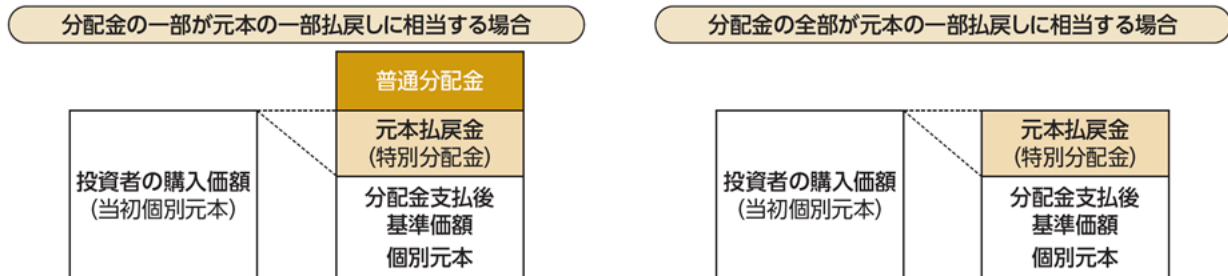 分配金の一部が元本の一部払戻しに相当する場合
普通分配金
元本払戻金
(特別分配金)
投資者の購入価額
(当初個別元本)
分配金支払後
基準価額
個別元本
分配金の全部が元本の一部払戻しに相当する場合
元本払戻金
(特別分配金)
投資者の購入価額
(当初個別元本)
分配金支払後
基準価額
個別元本